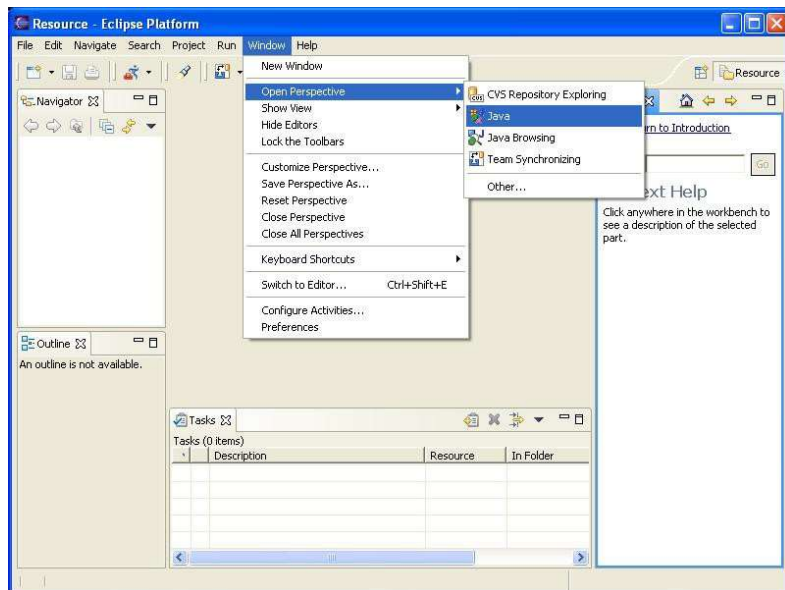 Resource - Eclipse Platform
File Edit Navigate Search Project Run Window Help
Resource
Navigator
New Window
Open Perspective
Show View
Hide Editors
Lock the Toolbars
Customize Perspective...
Save Perspective As...
Reset Perspective
Close Perspective
Close All Perspectives
Keyboard Shortcuts
Switch to Editor... Ctrl+Shift+E
Configure Activities...
Preferences
CVS Repository Exploring
Java
Java Browsing
Team Synchronizing
Other...
rn to Introduction
Go
ext Help
Click anywhere in the workbench to
see a description of the selected
part.
Outline
An outline is not available.
Tasks
Tasks (0 items)
Description Resource In Folder